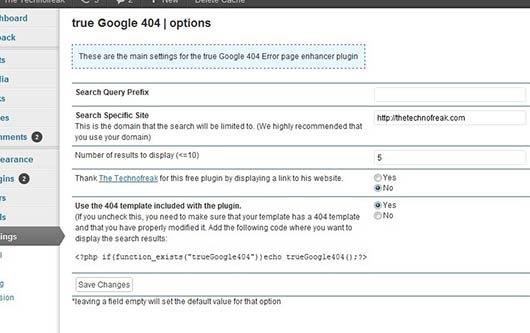 The Technofreak 5 2 + New Delete Cache
hboard
true Google 404 | options
back
These are the main settings for the true Google 404 Error page enhancer plugin
ts
dia
Search Query Prefix
ks
Search Specific Site
http://thetechnofreak.com
es
This is the domain that the search will be limited to. (We highly recommended that
mments 2
you use your domain)
earance
Number of results to display (<=10)
5
gins 2
Thank The Technofreak for this free plugin by displaying a link to his website.
Yes
No
rs
ls
Use the 404 template included with the plugin.
Yes
(If you uncheck this, you need to make sure that your template has a 404 template
No
and that you have properly modified it. Add the following code where you want to
ings
display the search results:
<?php if(function_exists("trueGoogle404"))echo trueGoogle404();?>
g
Save Changes
ssion
*leaving a field empty will set the default value for that option